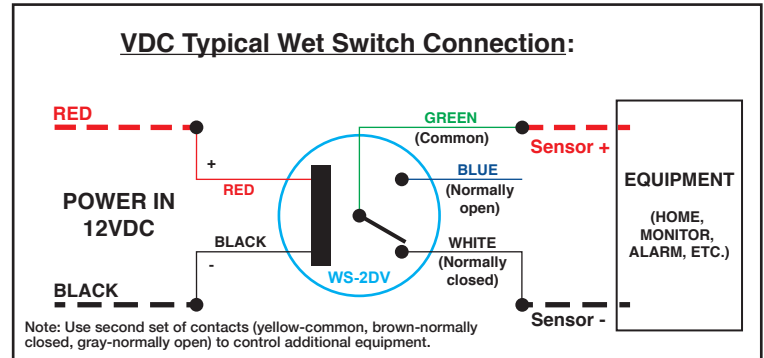 VDC Typical Wet Switch Connection:
RED
GREEN
(Common)
Sensor +
+
RED
BLUE
(Normally
open)
POWER IN
12VDC
EQUIPMENT
(HOME,
MONITOR,
ALARM, ETC.)
BLACK
-
WHITE
(Normally
closed)
WS-2DV
BLACK
Sensor -
Note: Use second set of contacts (yellow-common, brown-normally
closed, gray-normally open) to control additional equipment.